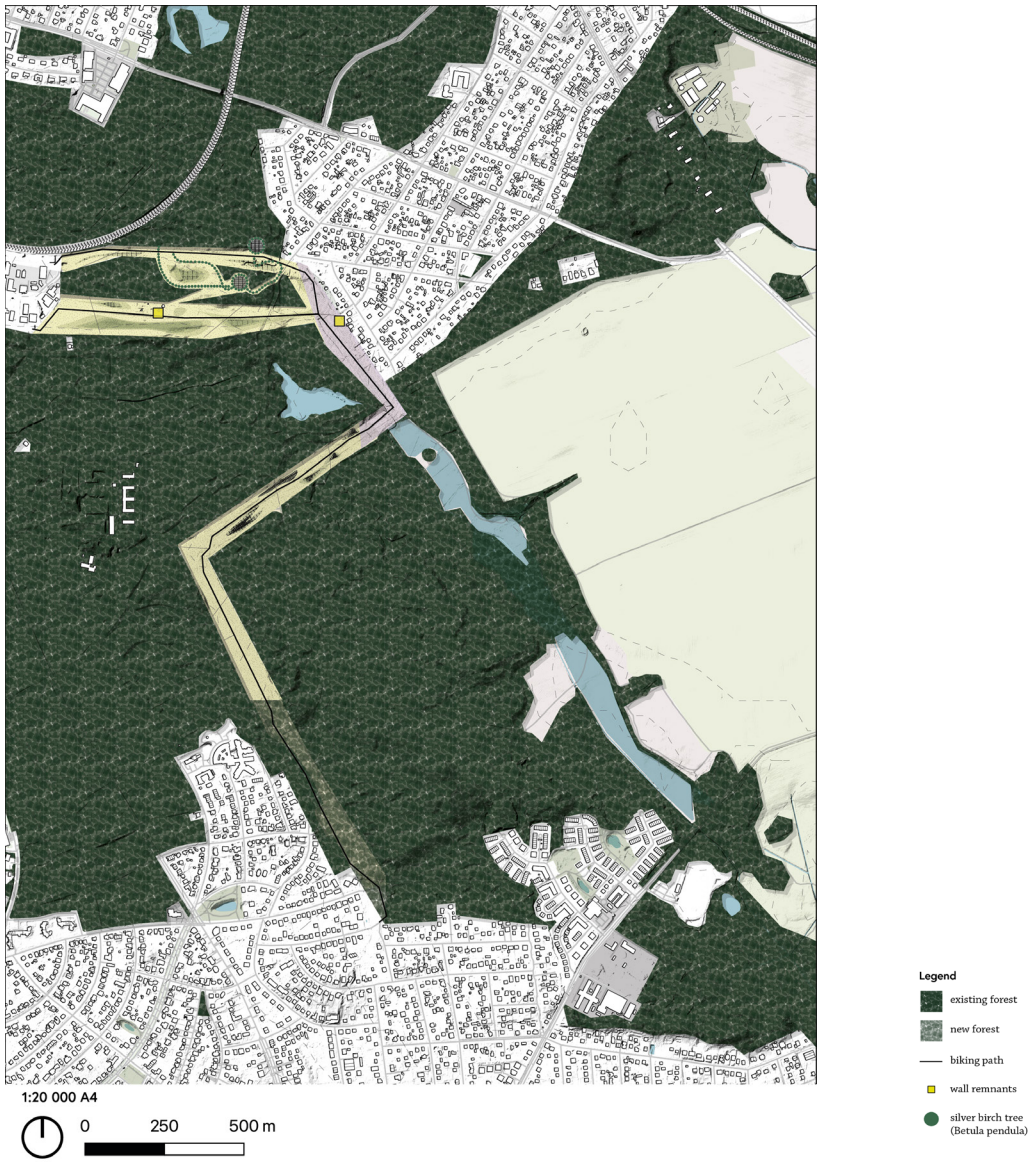 Legend
existing forest
new forest
biking path
wall remnants
silver birch tree
(Betula pendula)
1:20 000 A4
0 250 500 m